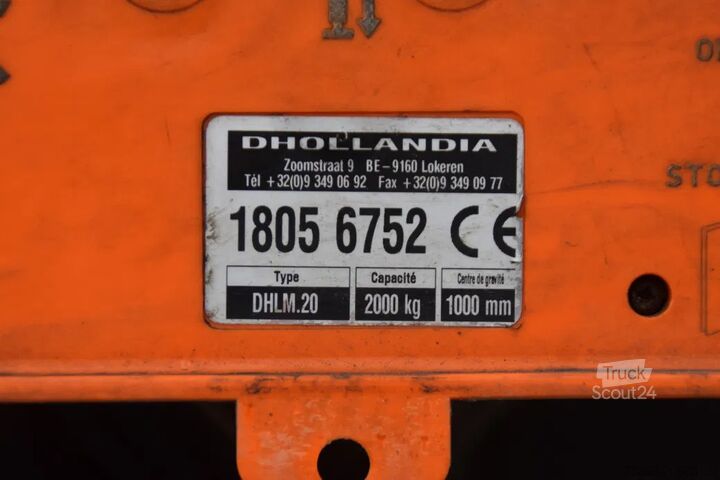 DHOLLANDIA
Zoomstraat 9 BE-9160 Lokeren
Tél +32(0)9 349 06 92 Fax +32(0)9 349 09 77
1805 6752 CE
Type Capacité Centre de gravité
DHLM.20 2000 kg 1000 mm
Truck
Scout24